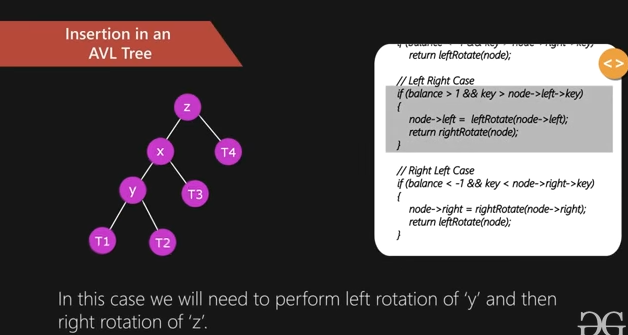 Insertion in an
AVL Tree
z
x
T4
y
T3
T1
T2
return leftRotate(node);
<>
// Left Right Case
if (balance > 1 && key > node->left->key)
{
node->left = leftRotate(node->left);
return rightRotate(node);
}
// Right Left Case
if (balance < -1 && key < node->right->key)
{
node->right = rightRotate(node->right);
return leftRotate(node);
}
In this case we will need to perform left rotation of ‘y’ and then
right rotation of ‘z’.